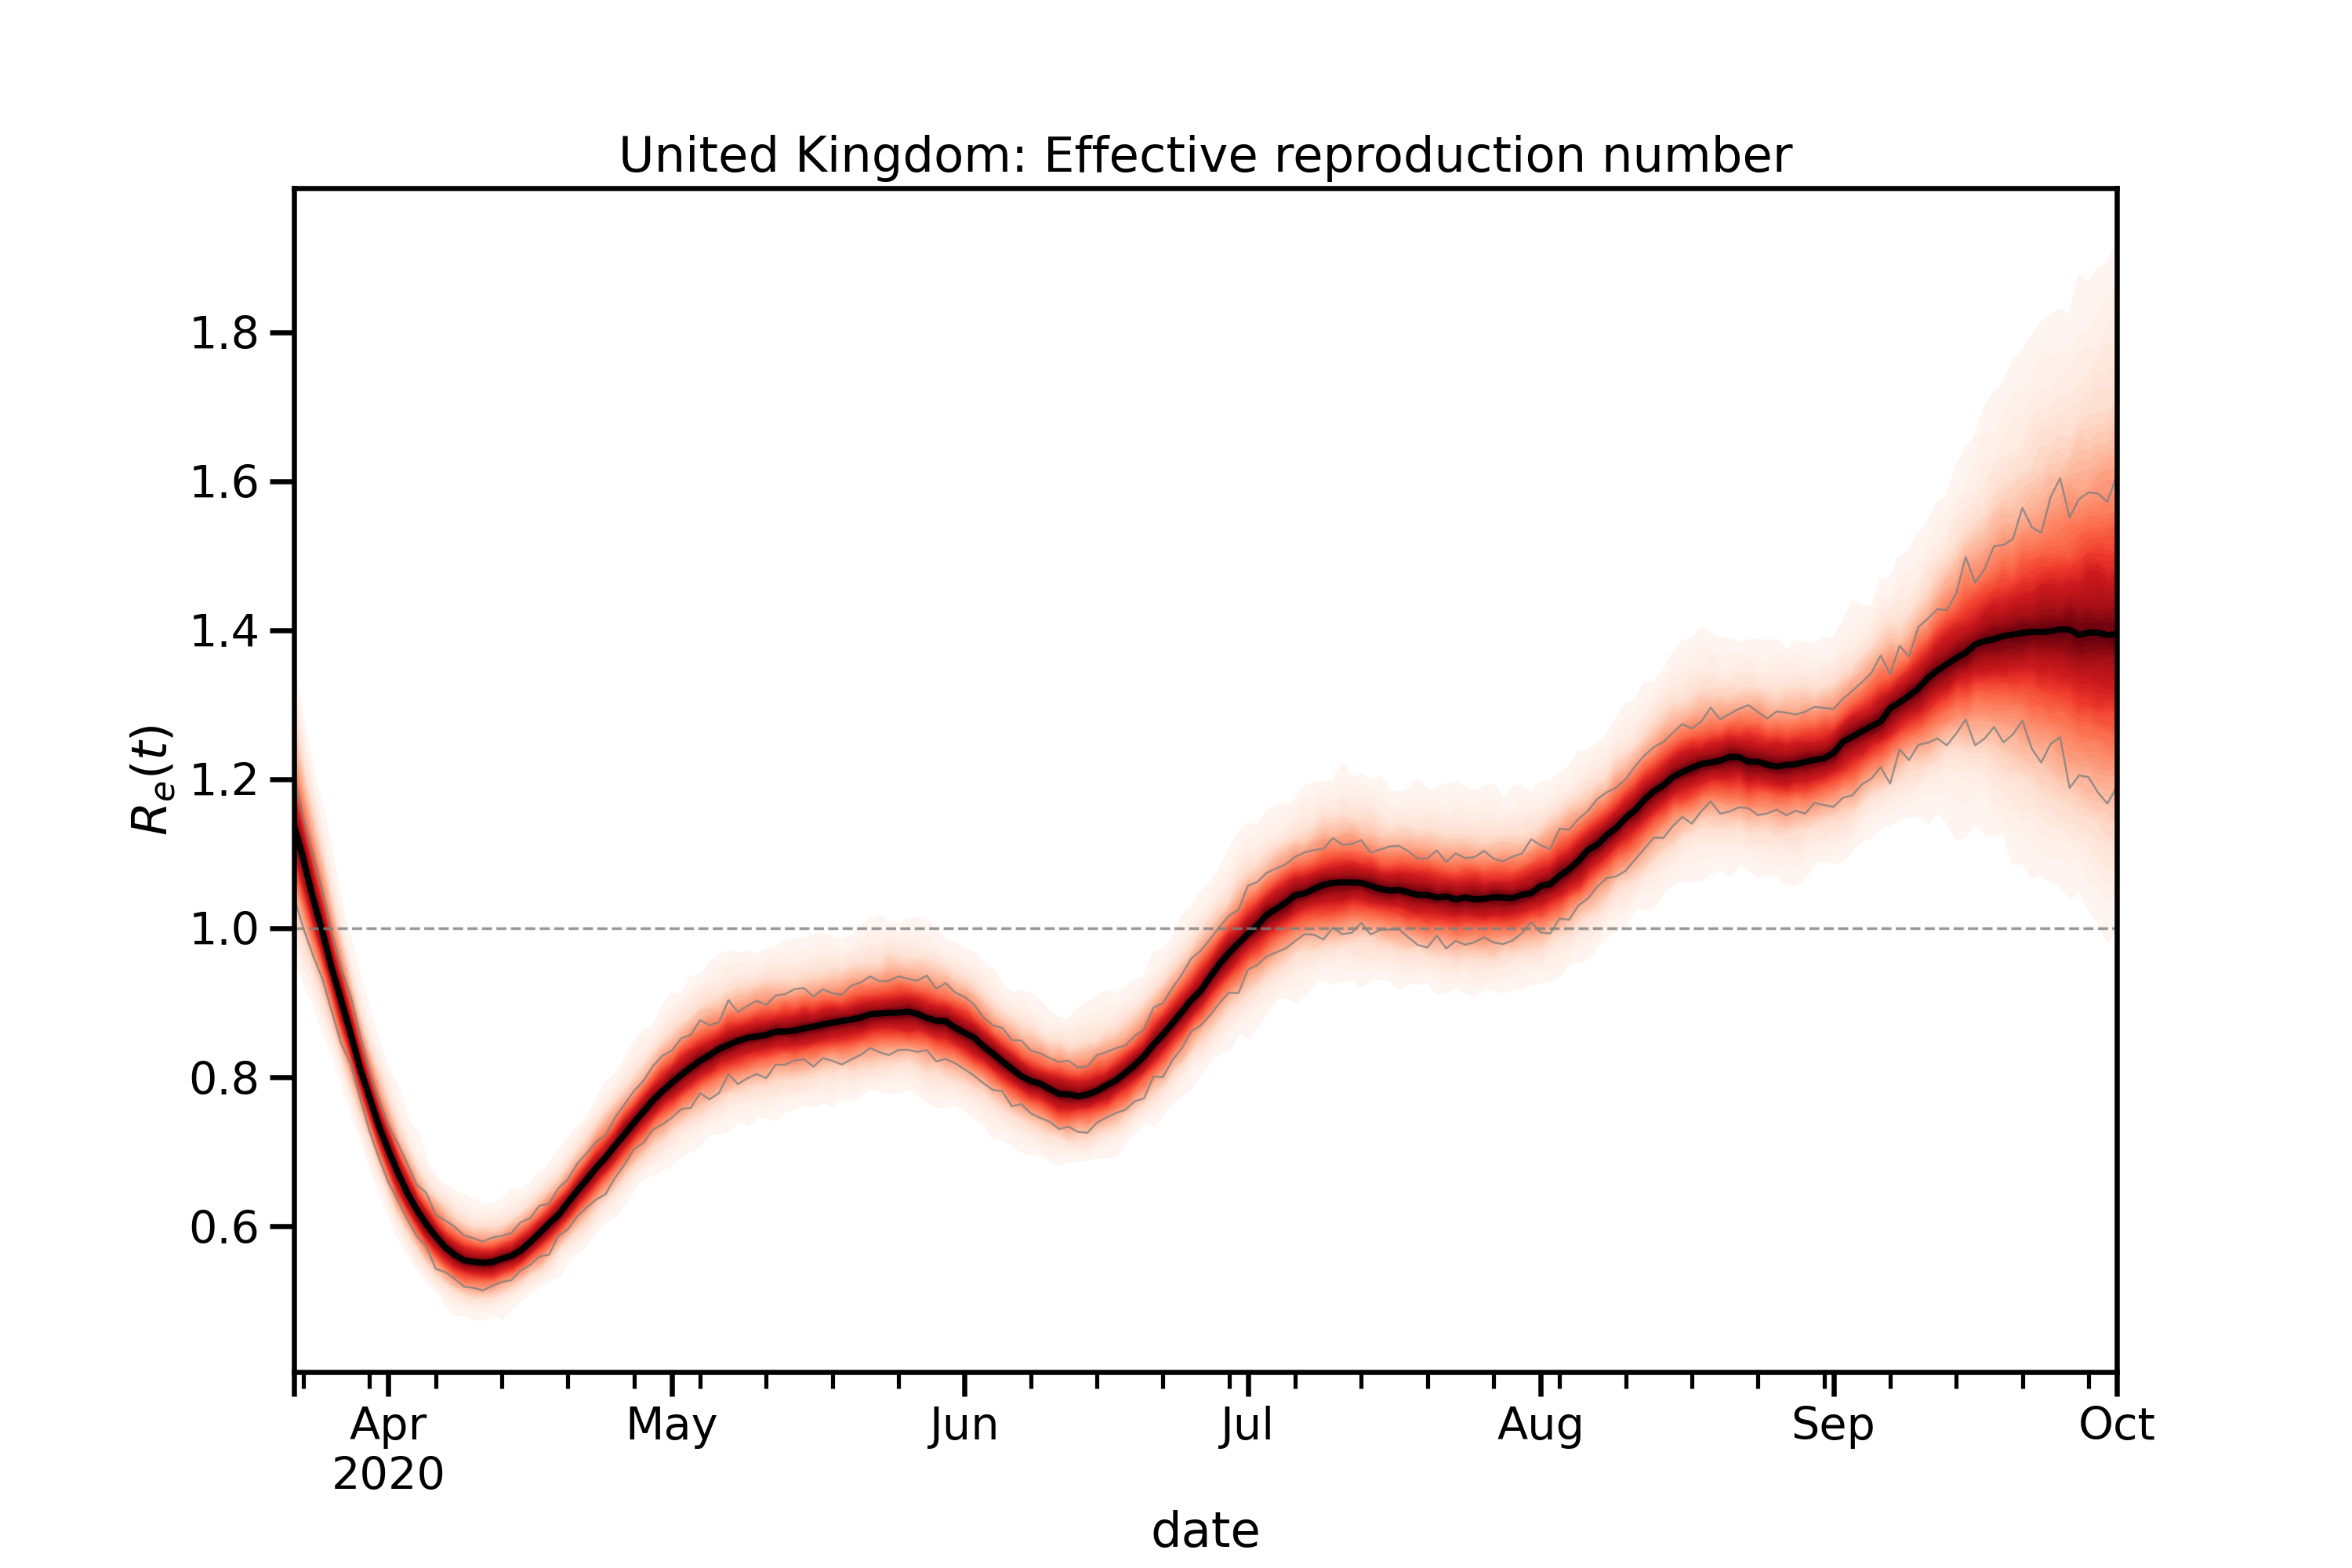 United Kingdom: Effective reproduction number
1.8
1.6
1.4
1.2
1.0
0.8
0.6
Rₑ(t)
Apr May Jun Jul Aug Sep Oct
2020
date